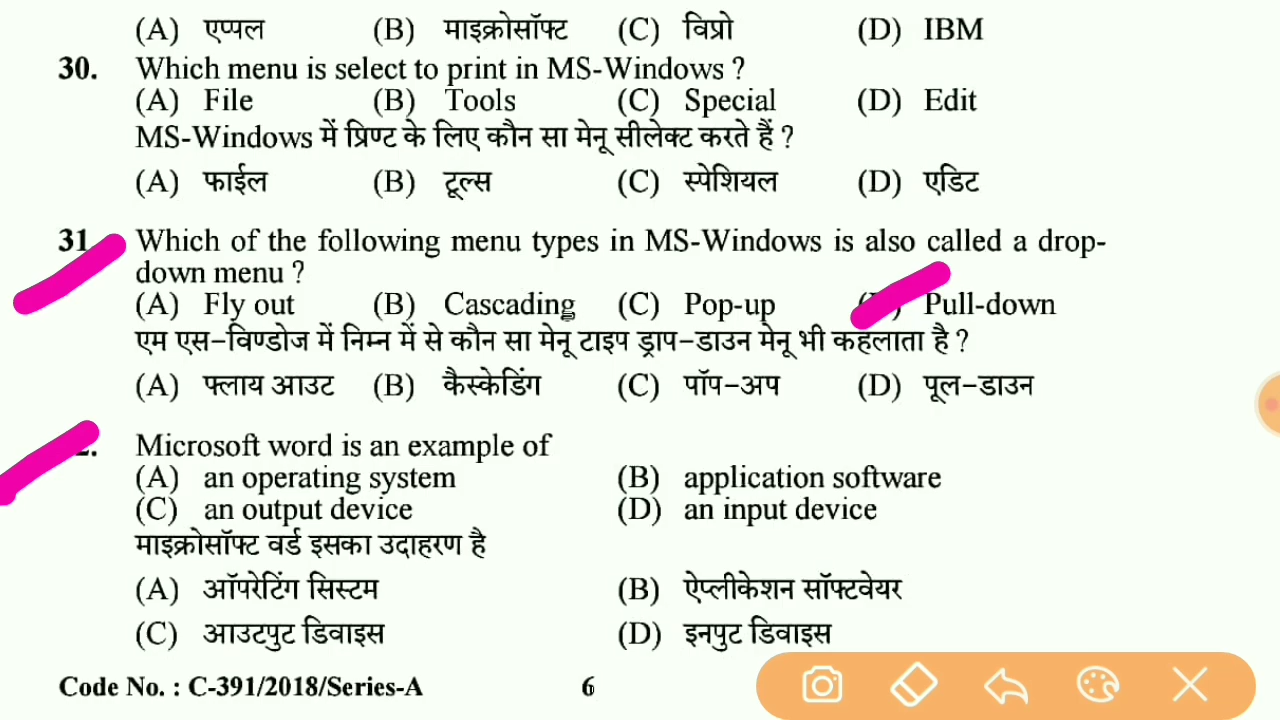 (A) एप्पल (B) माइक्रोसॉफ्ट (C) विप्रो (D) IBM
30. Which menu is select to print in MS-Windows ?
(A) File (B) Tools (C) Special (D) Edit
MS-Windows में प्रिण्ट के लिए कौन सा मेनू सीलेक्ट करते हैं ?
(A) फाईल (B) टूल्स (C) स्पेशियल (D) एडिट
31. Which of the following menu types in MS-Windows is also called a drop-
down menu ?
(A) Fly out (B) Cascading (C) Pop-up Pull-down
एम एस-विण्डोज में निम्न में से कौन सा मेनू टाइप ड्राप-डाउन मेनू भी कहलाता है ?
(A) फ्लाय आउट (B) कैस्केडिंग (C) पॉप-अप (D) पूल-डाउन
Microsoft word is an example of
(A) an operating system (B) application software
(C) an output device (D) an input device
माइक्रोसॉफ्ट वर्ड इसका उदाहरण है
(A) ऑपरेटिंग सिस्टम (B) ऐप्लीकेशन सॉफ्टवेयर
(C) आउटपुट डिवाइस (D) इनपुट डिवाइस
Code No. : C-391/2018/Series-A 6